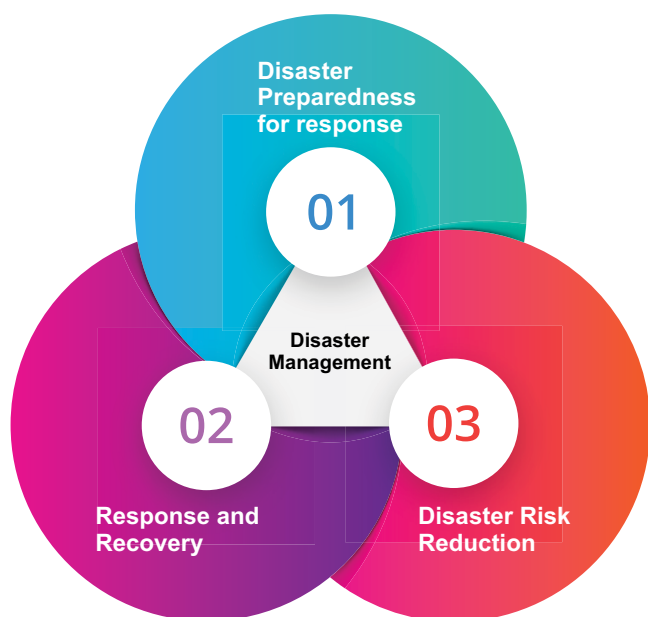 Disaster
Preparedness
for response
01
Disaster
Management
02
03
Response and
Recovery
Disaster Risk
Reduction